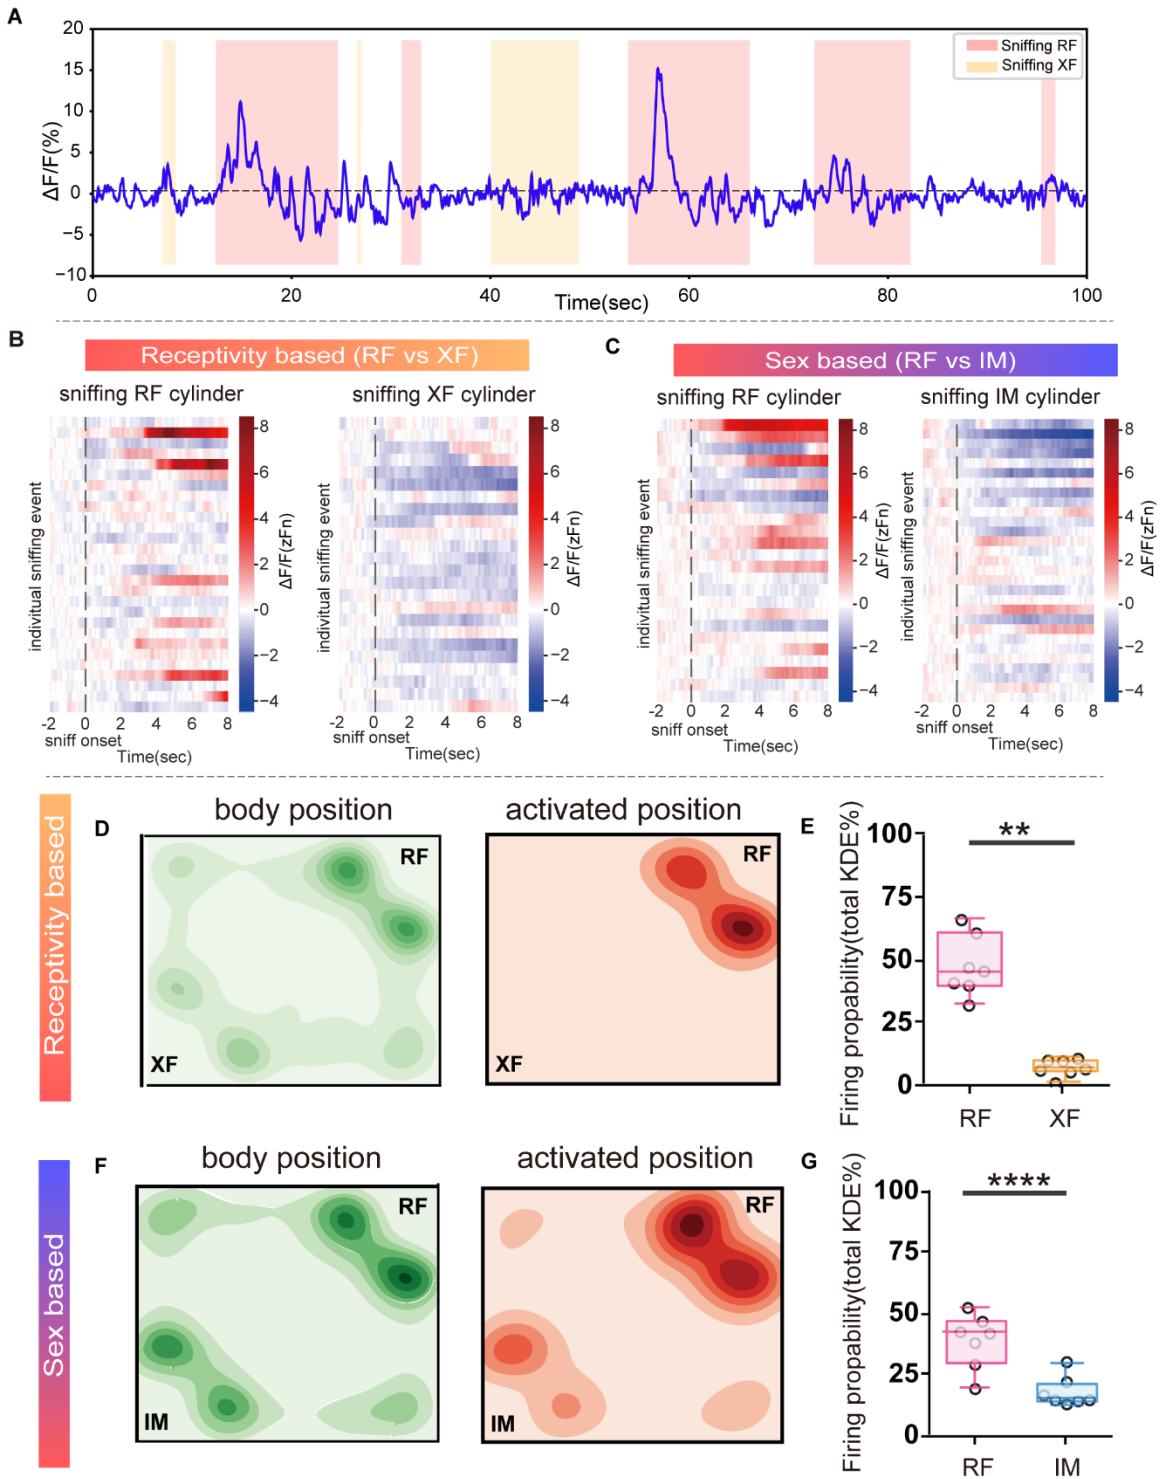 A
20
15
10
5
0
−5
−10
ΔF/F(%)
Sniffing RF
Sniffing XF
0 20 40 60 80 100
Time(sec)
B
Receptivity based (RF vs XF)
sniffing RF cylinder
sniffing XF cylinder
indivitual sniffing event
indivitual sniffing event
8
6
4
2
0
−2
−4
ΔF/F(zFn)
8
6
4
2
0
−2
−4
ΔF/F(zFn)
-2 0 2 4 6 8
sniff onset
Time(sec)
-2 0 2 4 6 8
sniff onset
Time(sec)
C
Sex based (RF vs IM)
sniffing RF cylinder
sniffing IM cylinder
indivitual sniffing event
indivitual sniffing event
8
6
4
2
0
−2
−4
ΔF/F(zFn)
8
6
4
2
0
−2
−4
ΔF/F(zFn)
-2 0 2 4 6 8
sniff onset
Time(sec)
-2 0 2 4 6 8
sniff onset
Time(sec)
Receptivity based
D
body position
RF
XF
activated position
RF
XF
E
Firing propability(total KDE%)
100
75
50
25
0
**
RF XF
Sex based
F
body position
RF
IM
activated position
RF
IM
G
Firing propability(total KDE%)
100
75
50
25
0
****
RF IM